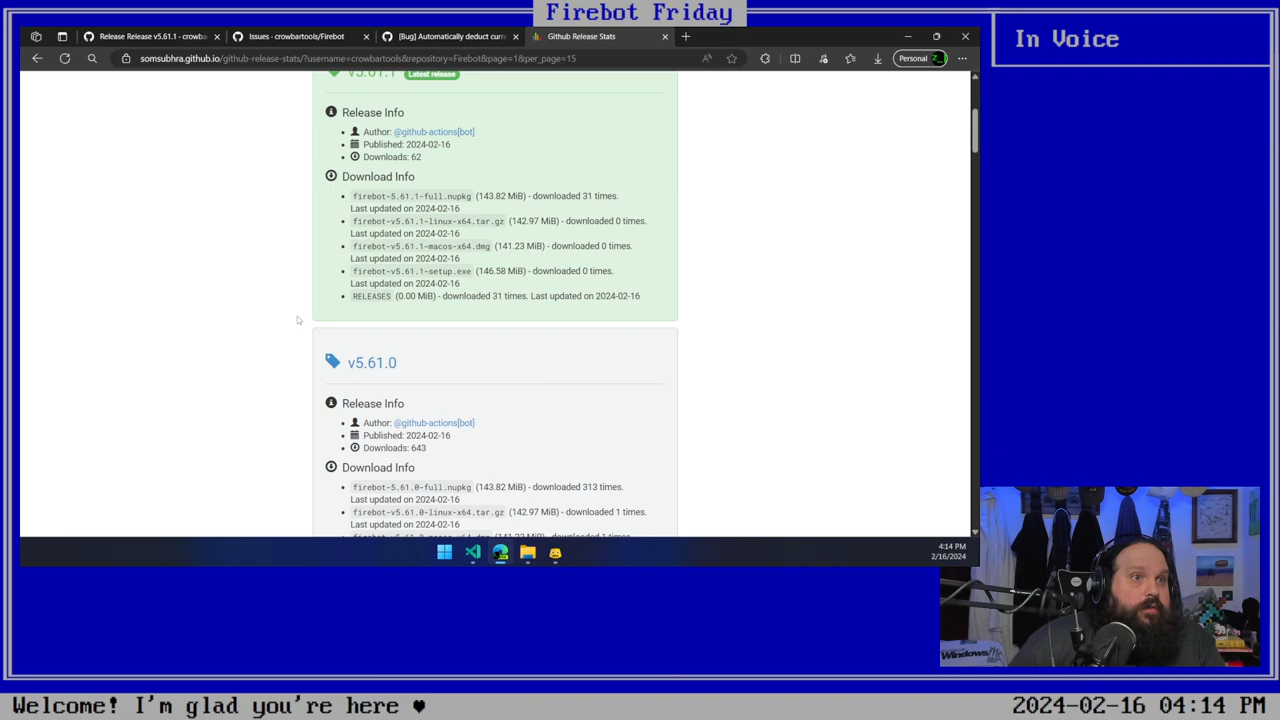 Firebot Friday
In Voice
Release Release v5.61.1 · crowba
Issues · crowbartools/Firebot
[Bug] Automatically deduct curr
Github Release Stats
somsubhra.github.io/github-release-stats/?username=crowbartools&repository=Firebot&page=1&per_page=15
Personal
v5.61.1 Latest release
Release Info
Author: @github-actions[bot]
Published: 2024-02-16
Downloads: 62
Download Info
firebot-5.61.1-full.nupkg (143.82 MiB) - downloaded 31 times.
Last updated on 2024-02-16
firebot-v5.61.1-linux-x64.tar.gz (142.97 MiB) - downloaded 0 times.
Last updated on 2024-02-16
firebot-v5.61.1-macos-x64.dmg (141.23 MiB) - downloaded 0 times.
Last updated on 2024-02-16
firebot-v5.61.1-setup.exe (146.58 MiB) - downloaded 0 times.
Last updated on 2024-02-16
RELEASES (0.00 MiB) - downloaded 31 times. Last updated on 2024-02-16
v5.61.0
Release Info
Author: @github-actions[bot]
Published: 2024-02-16
Downloads: 643
Download Info
firebot-5.61.0-full.nupkg (143.82 MiB) - downloaded 313 times.
Last updated on 2024-02-16
firebot-v5.61.0-linux-x64.tar.gz (142.97 MiB) - downloaded 1 times.
Last updated on 2024-02-16
4:14 PM
2/16/2024
Windows Me
Welcome! I'm glad you're here ♥
2024-02-16 04:14 PM